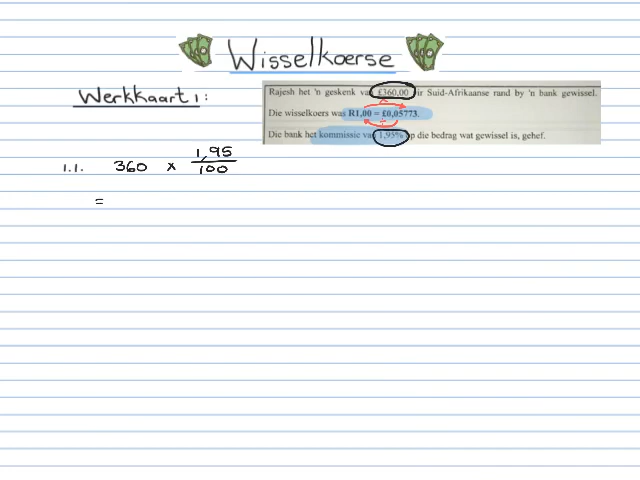 Wisselkoerse
Werkkaart 1:
Rajesh het 'n geskenk van £360,00 in Suid-Afrikaanse rand by 'n bank gewissel.
Die wisselkoers was R1,00 = £0,05773.
÷
Die bank het kommissie van 1,95% op die bedrag wat gewissel is, gehef.
1.1. 360 x 1,95/100
=